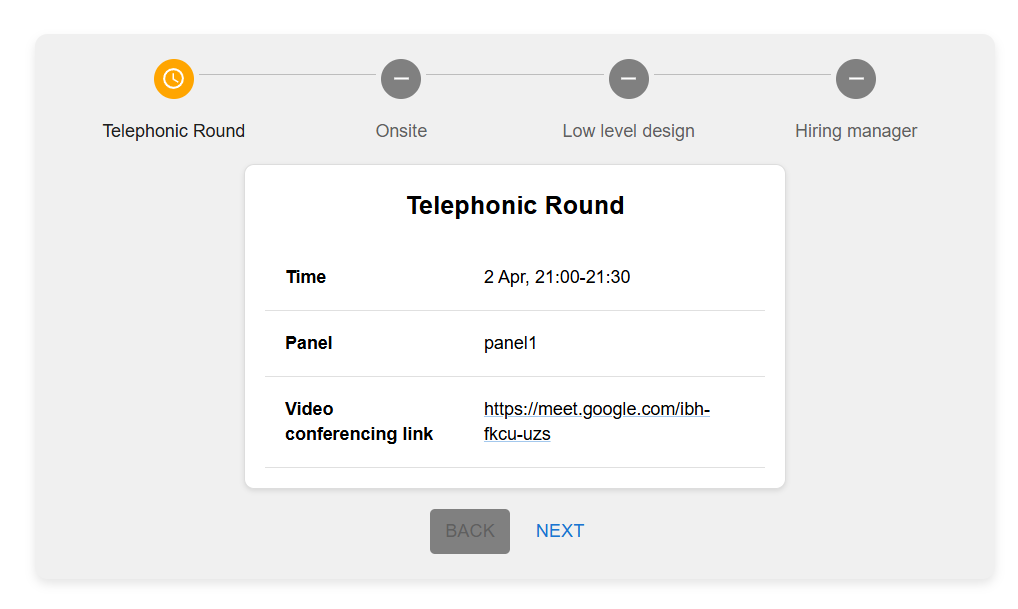 Telephonic Round
Onsite
Low level design
Hiring manager
Telephonic Round
Time
2 Apr, 21:00-21:30
Panel
panel1
Video
conferencing link
https://meet.google.com/ibh-
fkcu-uzs
BACK
NEXT